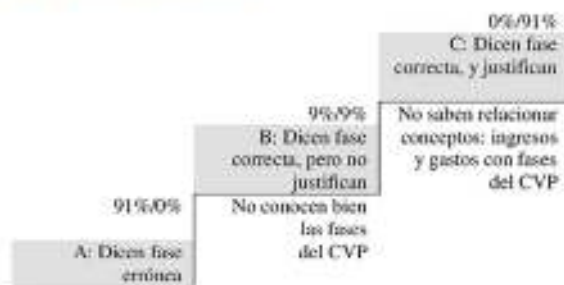 0%/91%
C: Dicen fase
correcta, y justifican
9%/9%
B: Dicen fase
correcta, pero no
justifican
No saben relacionar
conceptos: ingresos
y gastos con fases
del CVP
91%/0%
A: Dicen fase
errónea
No conocen bien
las fases
del CVP